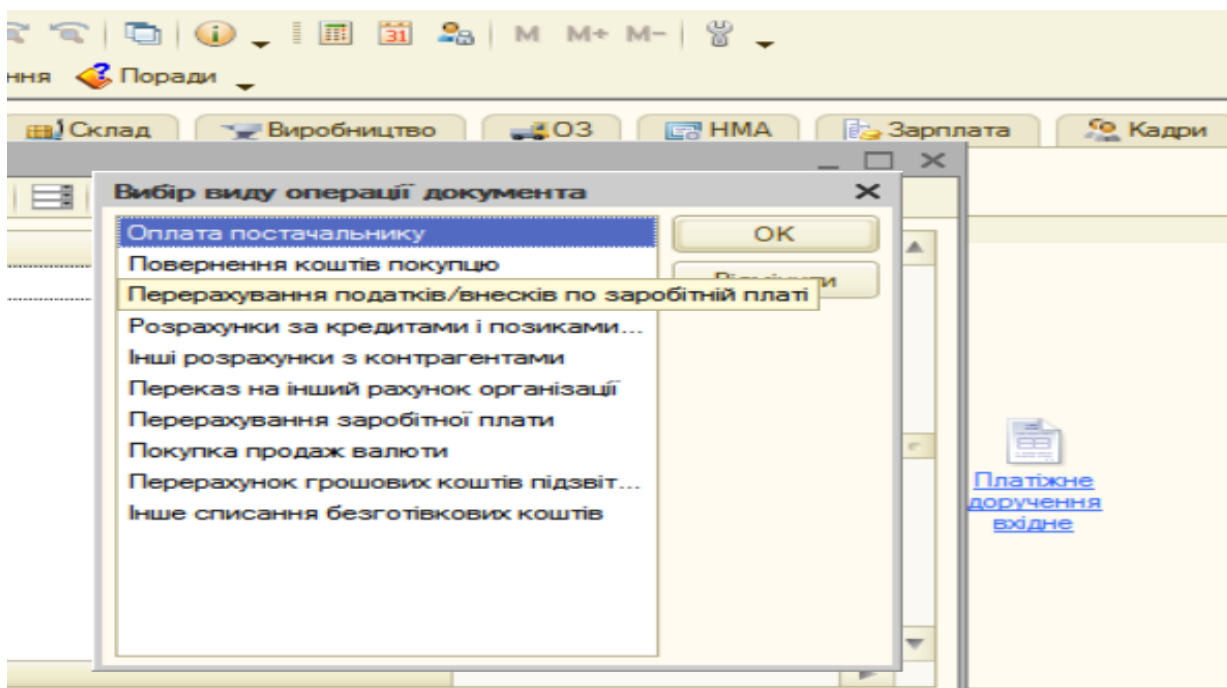 31 M M+ M-
ння Поради
Склад Виробництво ОЗ НМА Зарплата Кадри
Вибір виду операції документа
Оплата постачальнику
OK
Повернення коштів покупцю
Перерахування податків/внесків по заробітній платі
Розрахунки за кредитами і позиками...
Інші розрахунки з контрагентами
Переказ на інший рахунок організації
Перерахування заробітної плати
Покупка продаж валюти
Перерахунок грошових коштів підзвіт...
Інше списання безготівкових коштів
Платіжне
доручення
вхідне